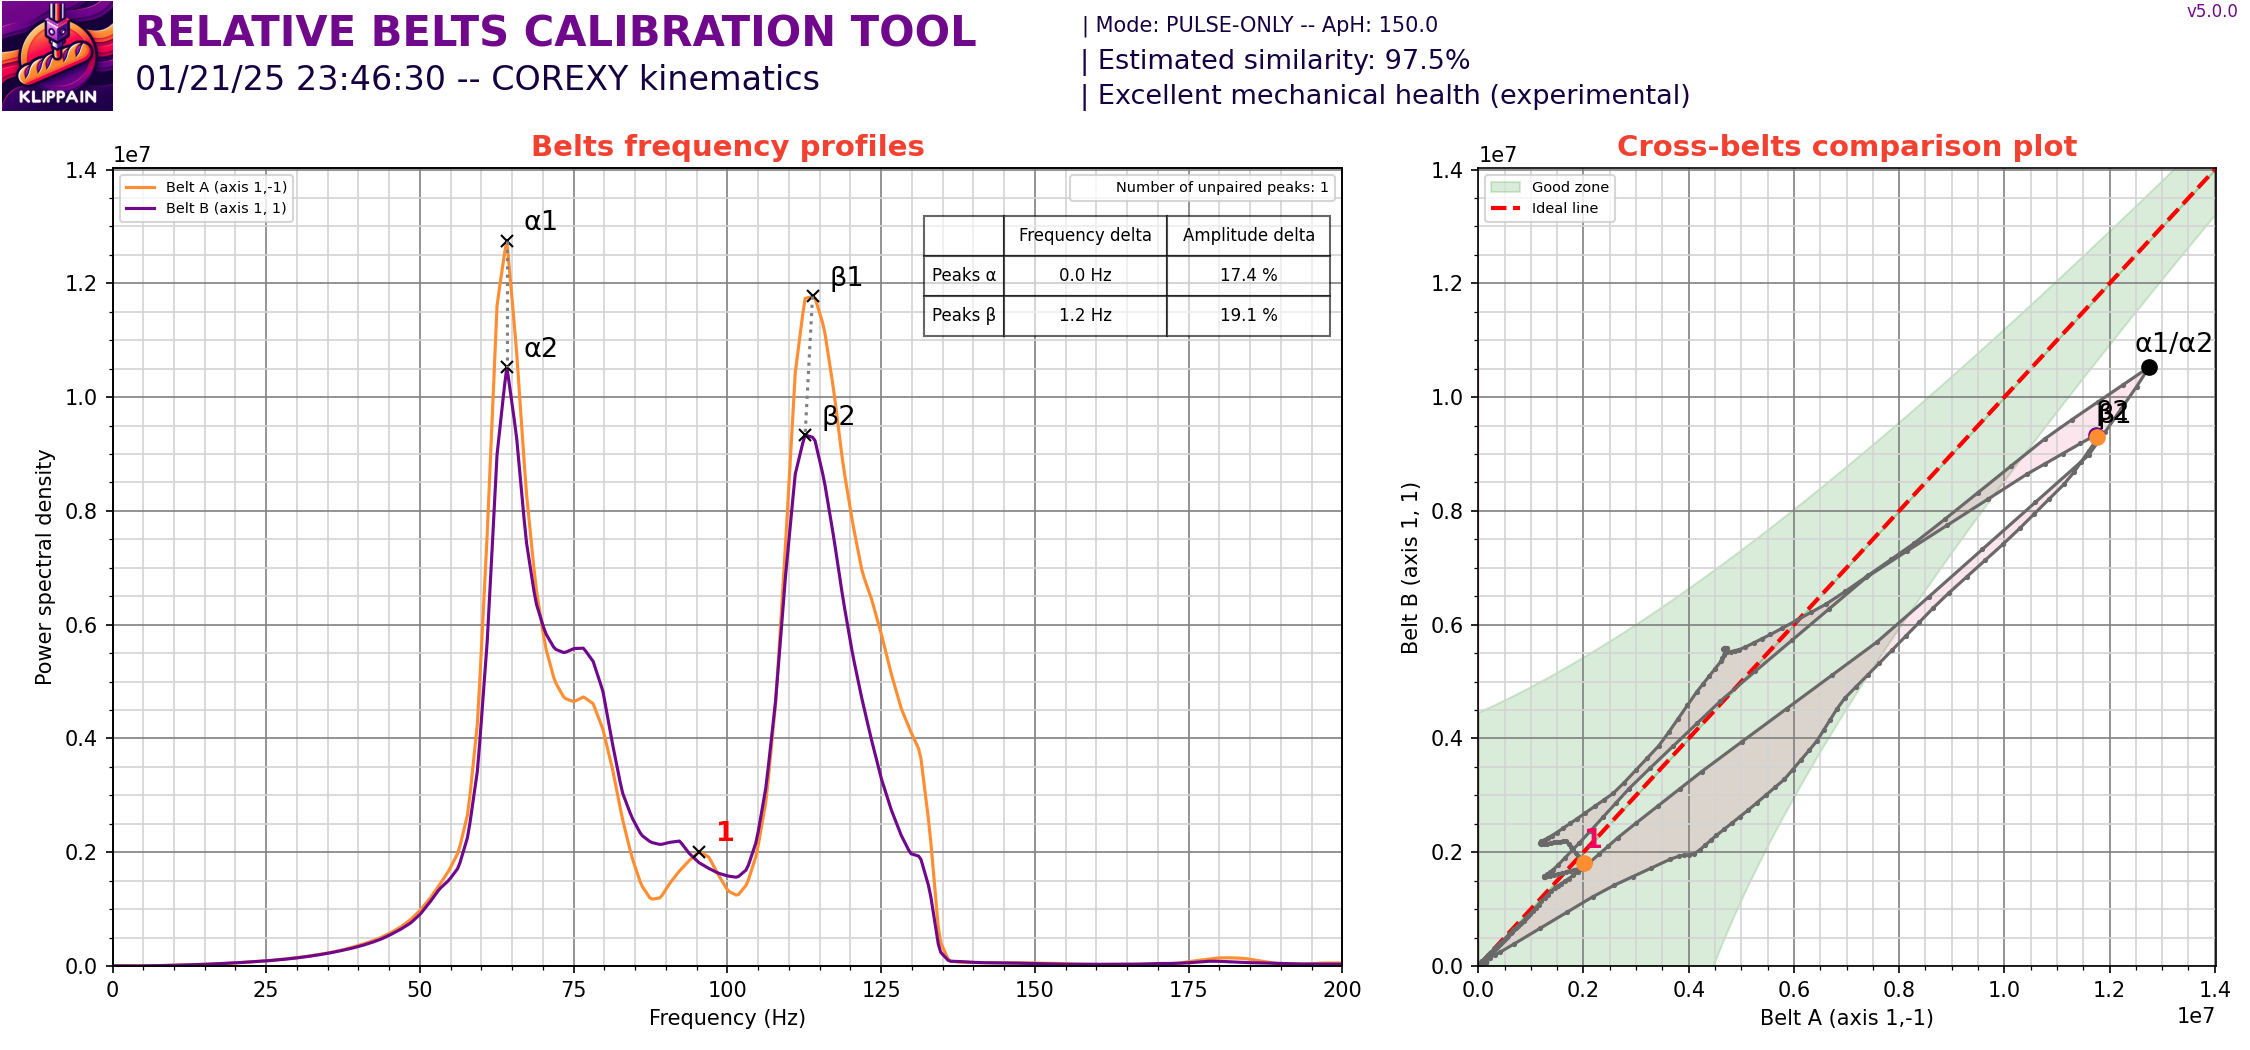 KLIPPAIN
RELATIVE BELTS CALIBRATION TOOL
01/21/25 23:46:30 -- COREXY kinematics
| Mode: PULSE-ONLY -- ApH: 150.0
| Estimated similarity: 97.5%
| Excellent mechanical health (experimental)
v5.0.0
Belts frequency profiles
1e7
Belt A (axis 1,-1)
Belt B (axis 1, 1)
Number of unpaired peaks: 1
Frequency delta Amplitude delta
Peaks α 0.0 Hz 17.4 %
Peaks β 1.2 Hz 19.1 %
α1
α2
β1
β2
1
1.4
1.2
1.0
0.8
0.6
0.4
0.2
0.0
Power spectral density
0 25 50 75 100 125 150 175 200
Frequency (Hz)
Cross-belts comparison plot
1e7
Good zone
Ideal line
α1/α2
β2
β1
1
1.4
1.2
1.0
0.8
0.6
0.4
0.2
0.0
Belt B (axis 1, 1)
0.0 0.2 0.4 0.6 0.8 1.0 1.2 1.4
1e7
Belt A (axis 1,-1)